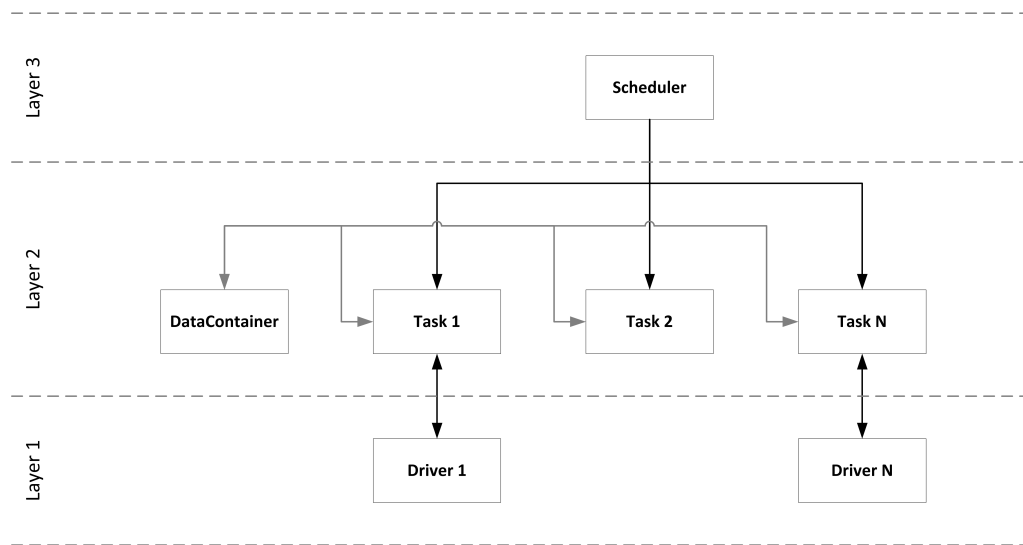 Layer 3
Scheduler
Layer 2
DataContainer
Task 1
Task 2
Task N
Layer 1
Driver 1
Driver N